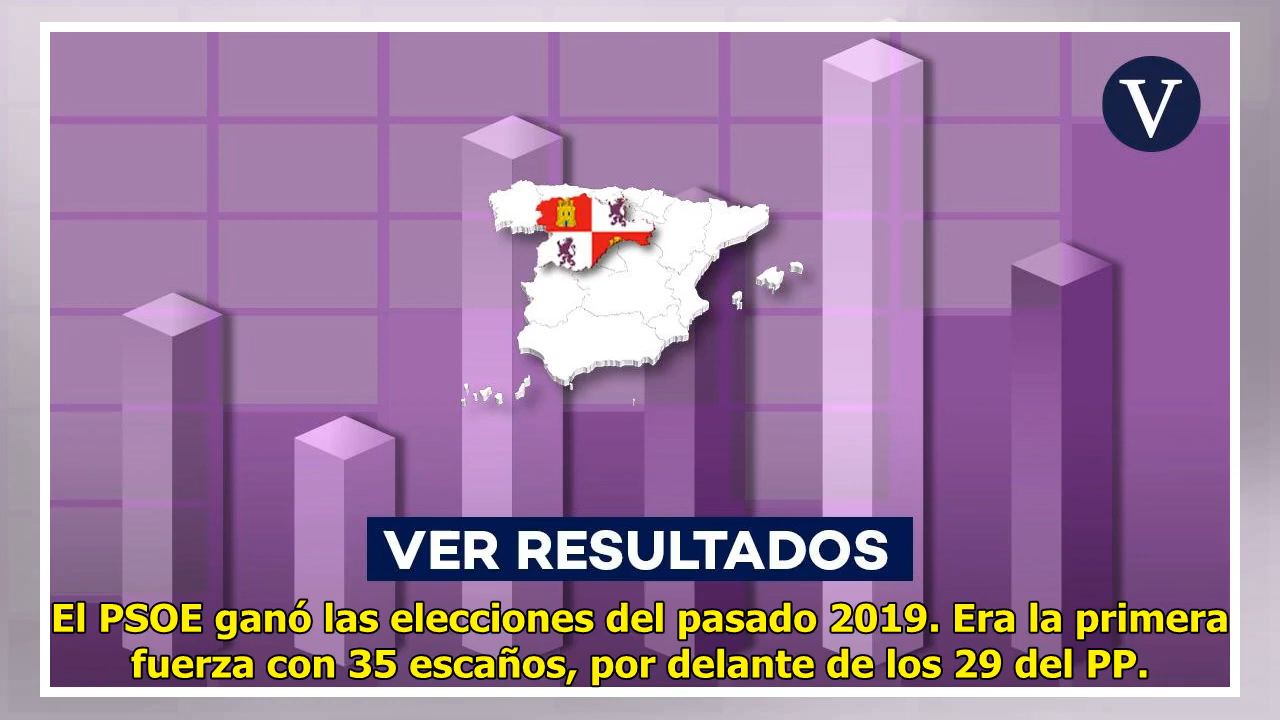 V
VER RESULTADOS
El PSOE ganó las elecciones del pasado 2019. Era la primera
fuerza con 35 escaños, por delante de los 29 del PP.